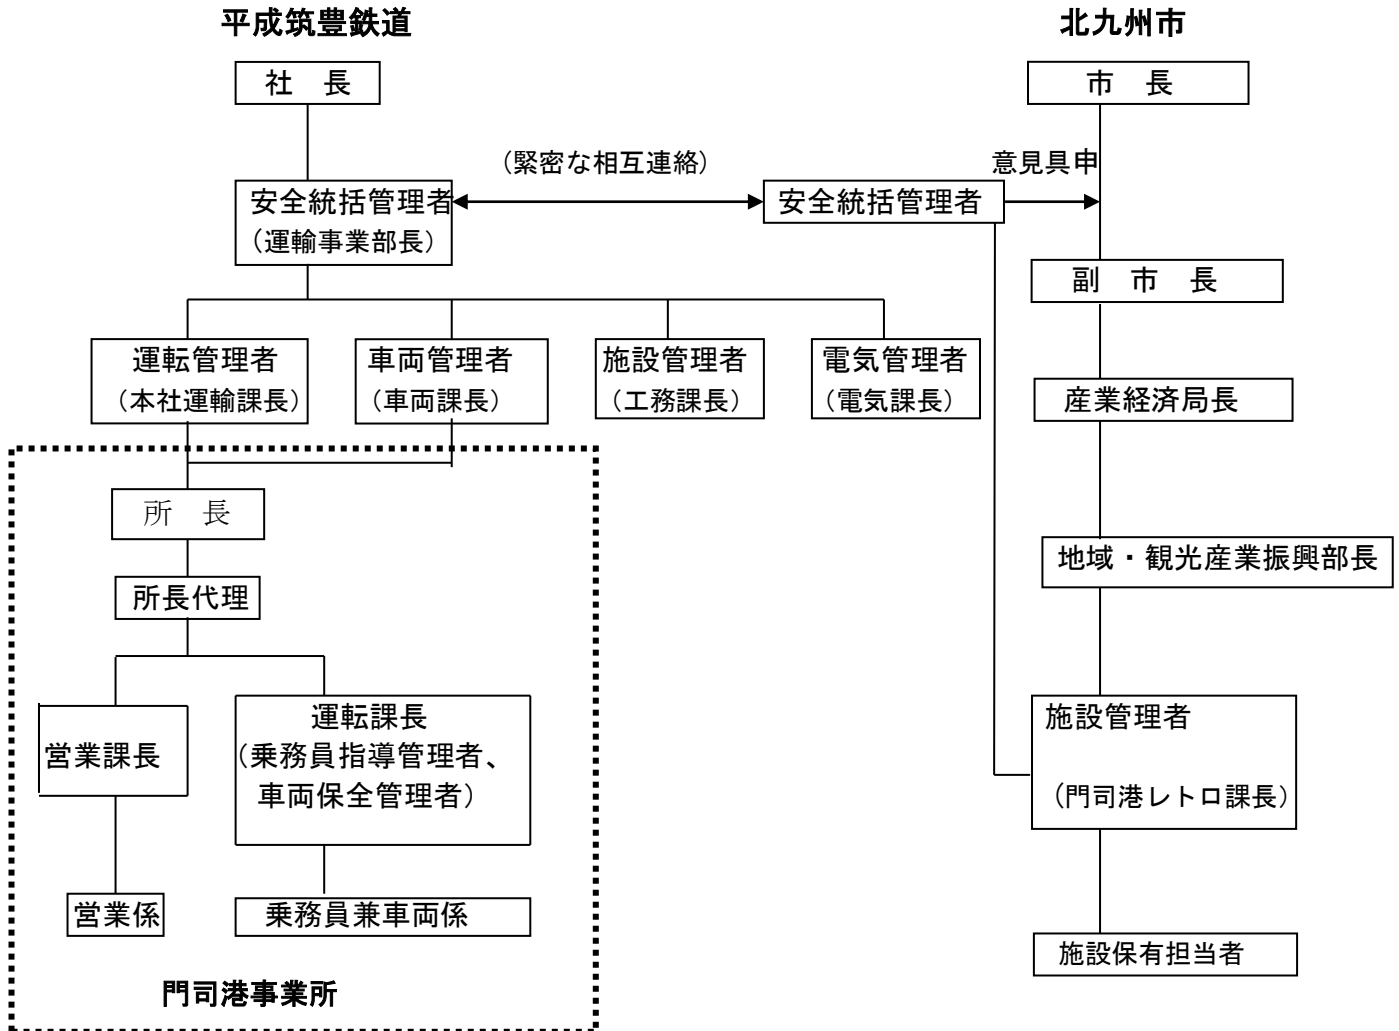 平成筑豊鉄道
北九州市
社　長
市　長
(緊密な相互連絡)
意見具申
安全統括管理者
（運輸事業部長）
安全統括管理者
副　市　長
運転管理者
（本社運輸課長）
車両管理者
（車両課長）
施設管理者
（工務課長）
電気管理者
（電気課長）
産業経済局長
所　長
地域・観光産業振興部長
所長代理
営業課長
運転課長
（乗務員指導管理者、
車両保全管理者）
施設管理者
（門司港レトロ課長）
営業係
乗務員兼車両係
施設保有担当者
門司港事業所